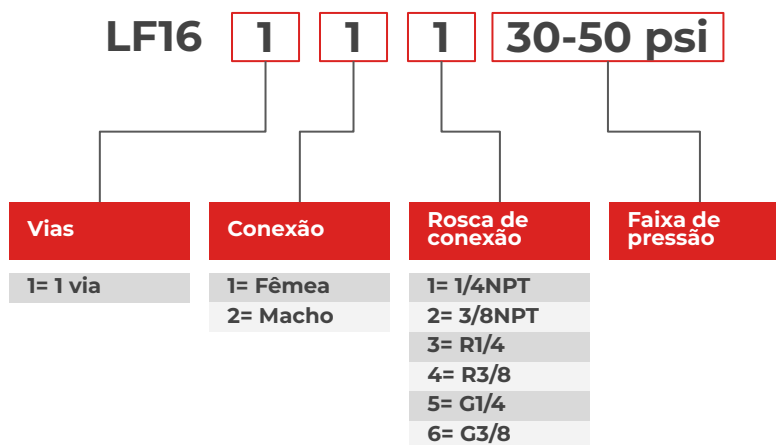 LF16 1 1 1 30-50 psi
Vias
1= 1 via
Conexão
1= Fêmea
2= Macho
Rosca de
conexão
1= 1/4NPT
2= 3/8NPT
3= R1/4
4= R3/8
5= G1/4
6= G3/8
Faixa de
pressão